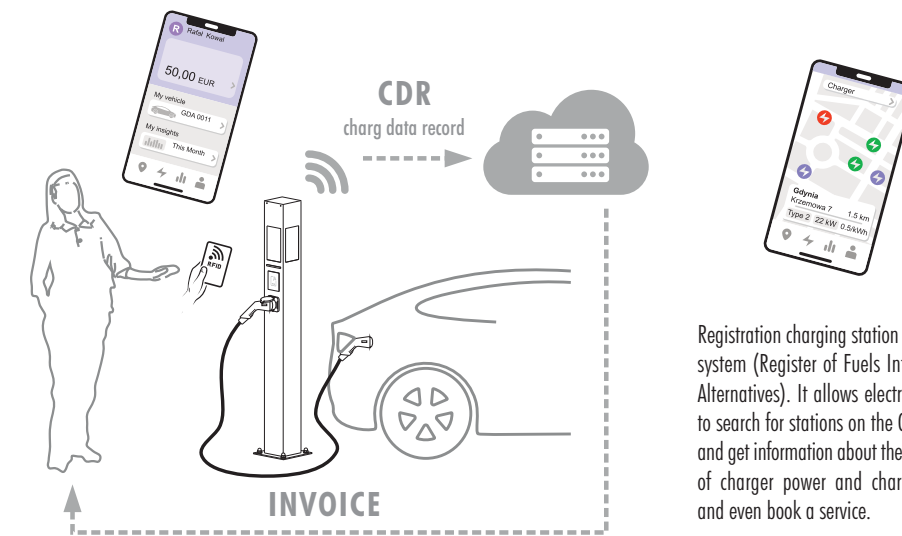 R Rafał Kowal
50,00 EUR
My vehicle
GDA 0011
My insights
This Month
CDR
charg data record
RFID
INVOICE
Charger
Gdynia
Krzemowa 7 1.5 km
Type 2 22 kW 0.5/kWh
Registration charging station
system (Register of Fuels
Alternatives). It allows
to search for stations on the
and get information about the
of charger power and
and even book a service.